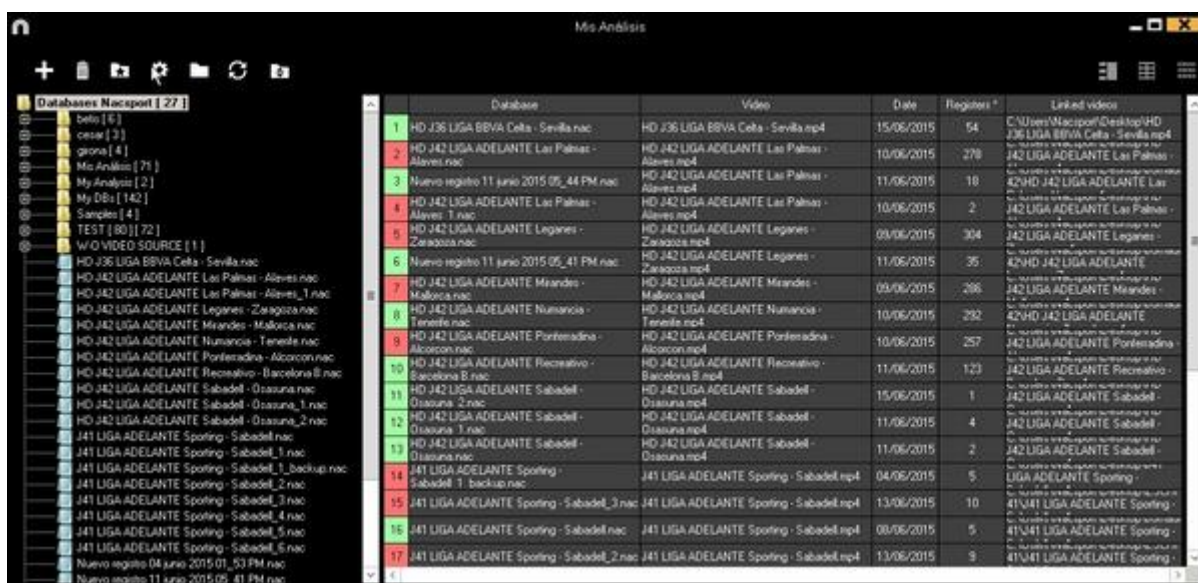 Mis Análisis
Databases Nacsport [ 27 ]
betis [ 6 ]
cesar [ 3 ]
girona [ 4 ]
Mis Análisis [ 71 ]
My Analysis [ 2 ]
My DBs [ 142 ]
Samples [ 4 ]
TEST [ 80 ] [ 72 ]
W/O VIDEO SOURCE [ 1 ]
HD J36 LIGA BBVA Celta - Sevilla.nac
HD J42 LIGA ADELANTE Las Palmas - Alaves.nac
HD J42 LIGA ADELANTE Las Palmas - Alaves_1.nac
HD J42 LIGA ADELANTE Leganes - Zaragoza.nac
HD J42 LIGA ADELANTE Mirandes - Mallorca.nac
HD J42 LIGA ADELANTE Numancia - Tenerife.nac
HD J42 LIGA ADELANTE Ponferradina - Alcorcon.nac
HD J42 LIGA ADELANTE Recreativo - Barcelona B.nac
HD J42 LIGA ADELANTE Sabadell - Osasuna.nac
HD J42 LIGA ADELANTE Sabadell - Osasuna_1.nac
HD J42 LIGA ADELANTE Sabadell - Osasuna_2.nac
J41 LIGA ADELANTE Sporting - Sabadell.nac
J41 LIGA ADELANTE Sporting - Sabadell_1.nac
J41 LIGA ADELANTE Sporting - Sabadell_1_backup.nac
J41 LIGA ADELANTE Sporting - Sabadell_2.nac
J41 LIGA ADELANTE Sporting - Sabadell_3.nac
J41 LIGA ADELANTE Sporting - Sabadell_4.nac
J41 LIGA ADELANTE Sporting - Sabadell_5.nac
J41 LIGA ADELANTE Sporting - Sabadell_6.nac
Nuevo registro 04 junio 2015 01_53 PM.nac
Nuevo registro 11 junio 2015 05_41 PM.nac
Database Video Date Registers * Linked videos
1 HD J36 LIGA BBVA Celta - Sevilla.nac HD J36 LIGA BBVA Celta - Sevilla.mp4 15/06/2015 54 C:\Users\Nacsport\Desktop\HD
J36 LIGA BBVA Celta - Sevilla.mp4
2 HD J42 LIGA ADELANTE Las Palmas - HD J42 LIGA ADELANTE Las Palmas - 10/06/2015 278 J42 LIGA ADELANTE Las Palmas -
Alaves.nac Alaves.mp4
3 Nuevo registro 11 junio 2015 05_44 PM.nac HD J42 LIGA ADELANTE Las Palmas - 11/06/2015 18 42\HD J42 LIGA ADELANTE Las
Alaves.mp4
4 HD J42 LIGA ADELANTE Las Palmas - HD J42 LIGA ADELANTE Las Palmas - 10/06/2015 2 J42 LIGA ADELANTE Las Palmas -
Alaves_1.nac Alaves.mp4
5 HD J42 LIGA ADELANTE Leganes - HD J42 LIGA ADELANTE Leganes - 09/06/2015 304 J42 LIGA ADELANTE Leganes -
Zaragoza.nac Zaragoza.mp4
6 Nuevo registro 11 junio 2015 05_41 PM.nac HD J42 LIGA ADELANTE Leganes - 11/06/2015 35 42\HD J42 LIGA ADELANTE
Zaragoza.mp4
7 HD J42 LIGA ADELANTE Mirandes - HD J42 LIGA ADELANTE Mirandes - 09/06/2015 286 J42 LIGA ADELANTE Mirandes -
Mallorca.nac Mallorca.mp4
8 HD J42 LIGA ADELANTE Numancia - HD J42 LIGA ADELANTE Numancia - 10/06/2015 292 42\HD J42 LIGA ADELANTE
Tenerife.nac Tenerife.mp4
9 HD J42 LIGA ADELANTE Ponferradina - HD J42 LIGA ADELANTE Ponferradina - 10/06/2015 257 J42 LIGA ADELANTE Ponferradina -
Alcorcon.nac Alcorcon.mp4
10 HD J42 LIGA ADELANTE Recreativo - HD J42 LIGA ADELANTE Recreativo - 11/06/2015 123 J42 LIGA ADELANTE Recreativo -
Barcelona B.nac Barcelona B.mp4
11 HD J42 LIGA ADELANTE Sabadell - HD J42 LIGA ADELANTE Sabadell - 15/06/2015 1 J42 LIGA ADELANTE Sabadell -
Osasuna_2.nac Osasuna.mp4
12 HD J42 LIGA ADELANTE Sabadell - HD J42 LIGA ADELANTE Sabadell - 11/06/2015 4 J42 LIGA ADELANTE Sabadell -
Osasuna_1.nac Osasuna.mp4
13 HD J42 LIGA ADELANTE Sabadell - HD J42 LIGA ADELANTE Sabadell - 11/06/2015 2 J42 LIGA ADELANTE Sabadell -
Osasuna.nac Osasuna.mp4
14 J41 LIGA ADELANTE Sporting - J41 LIGA ADELANTE Sporting - Sabadell.mp4 04/06/2015 5 LIGA ADELANTE Sporting -
Sabadell_1_backup.nac
15 J41 LIGA ADELANTE Sporting - Sabadell_3.nac J41 LIGA ADELANTE Sporting - Sabadell.mp4 13/06/2015 10 41\J41 LIGA ADELANTE Sporting -
16 J41 LIGA ADELANTE Sporting - Sabadell.nac J41 LIGA ADELANTE Sporting - Sabadell.mp4 08/06/2015 5 41\J41 LIGA ADELANTE Sporting -
17 J41 LIGA ADELANTE Sporting - Sabadell_2.nac J41 LIGA ADELANTE Sporting - Sabadell.mp4 13/06/2015 9 41\J41 LIGA ADELANTE Sporting -